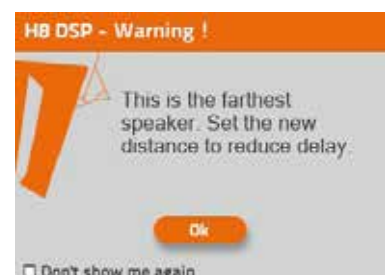 H8 DSP - Warning !
This is the farthest
speaker. Set the new
distance to reduce delay.
Ok
Don't show me again